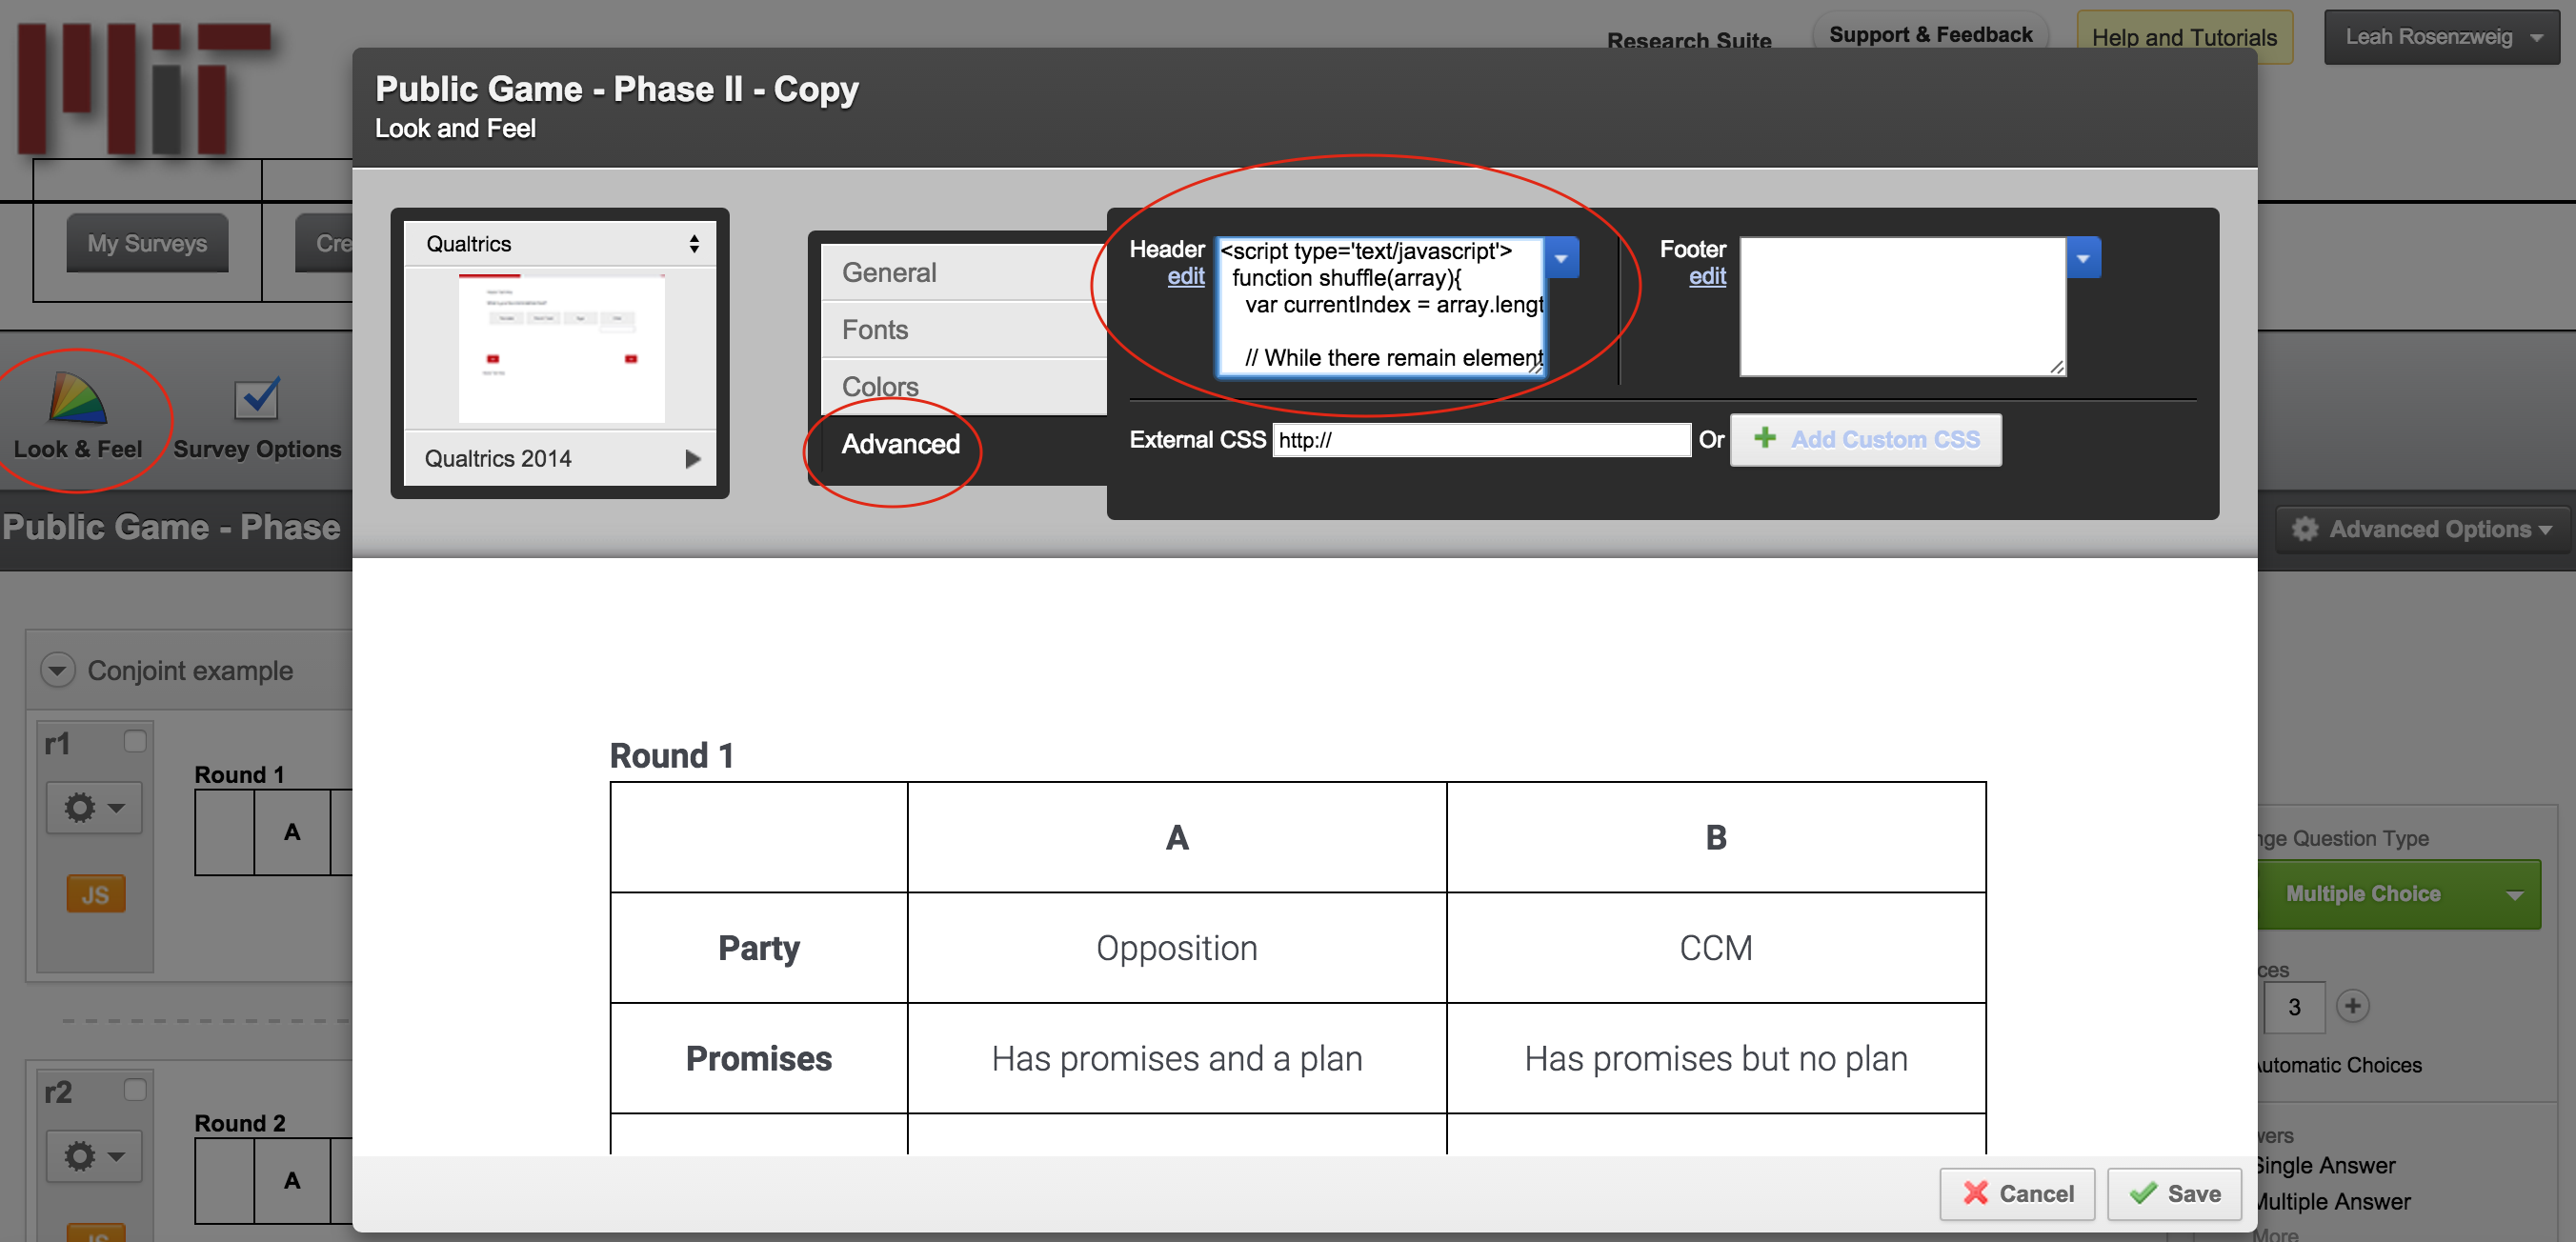 MIT
Research Suite
Support & Feedback
Help and Tutorials
Leah Rosenzweig
Public Game - Phase II - Copy
Look and Feel
My Surveys
Cre
Qualtrics
Qualtrics 2014
General
Fonts
Colors
Advanced
Header
edit
<script type='text/javascript'>
function shuffle(array){
var currentIndex = array.lengt
// While there remain element
Footer
edit
External CSS
http://
Or
Add Custom CSS
Look & Feel
Survey Options
Public Game - Phase
Advanced Options
Conjoint example
r1
JS
Round 1
A
r2
JS
Round 2
A
Round 1
A
B
Party
Opposition
CCM
Promises
Has promises and a plan
Has promises but no plan
nge Question Type
Multiple Choice
ces
3
Automatic Choices
wers
Single Answer
Multiple Answer
More
Cancel
Save